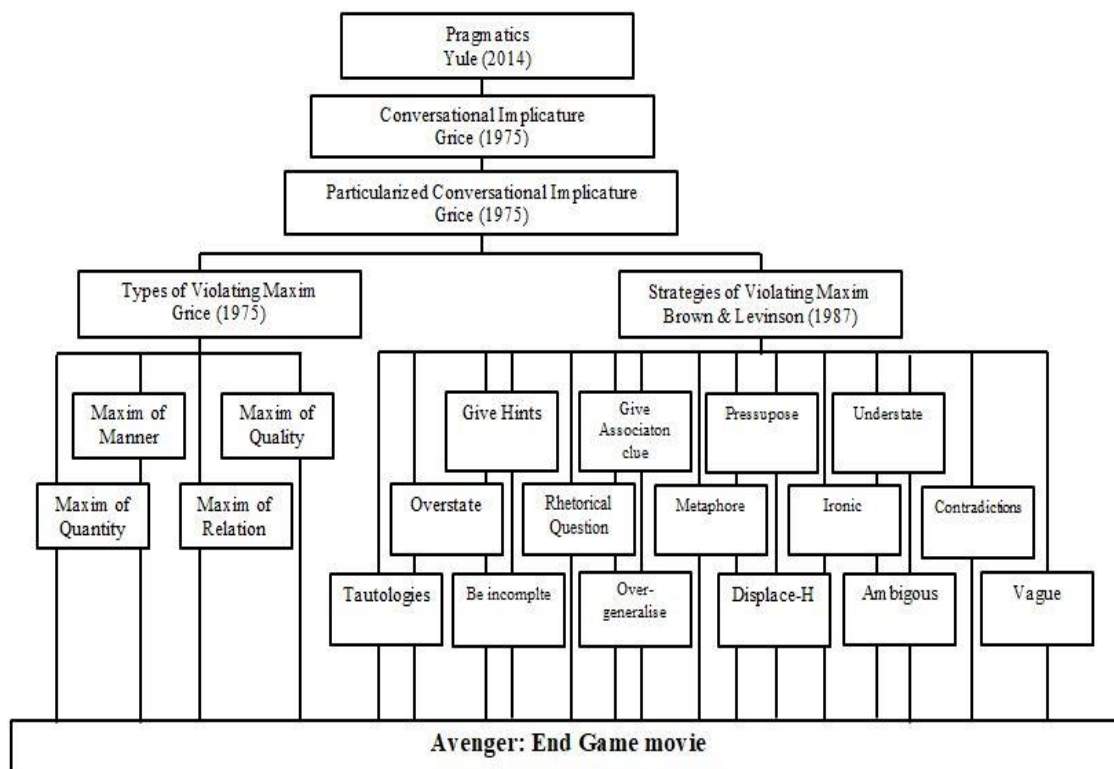 Pragmatics
Yule (2014)
Conversational Implicature
Grice (1975)
Particularized Conversational Implicature
Grice (1975)
Types of Violating Maxim
Grice (1975)
Strategies of Violating Maxim
Brown & Levinson (1987)
Maxim of
Manner
Maxim of
Quality
Give Hints
Give
Associaton
clue
Pressupose
Understate
Maxim of
Quantity
Maxim of
Relation
Overstate
Rhetorical
Question
Metaphore
Ironic
Contradictions
Tautologies
Be incomplte
Over-
generalise
Displace-H
Ambigous
Vague
Avenger: End Game movie